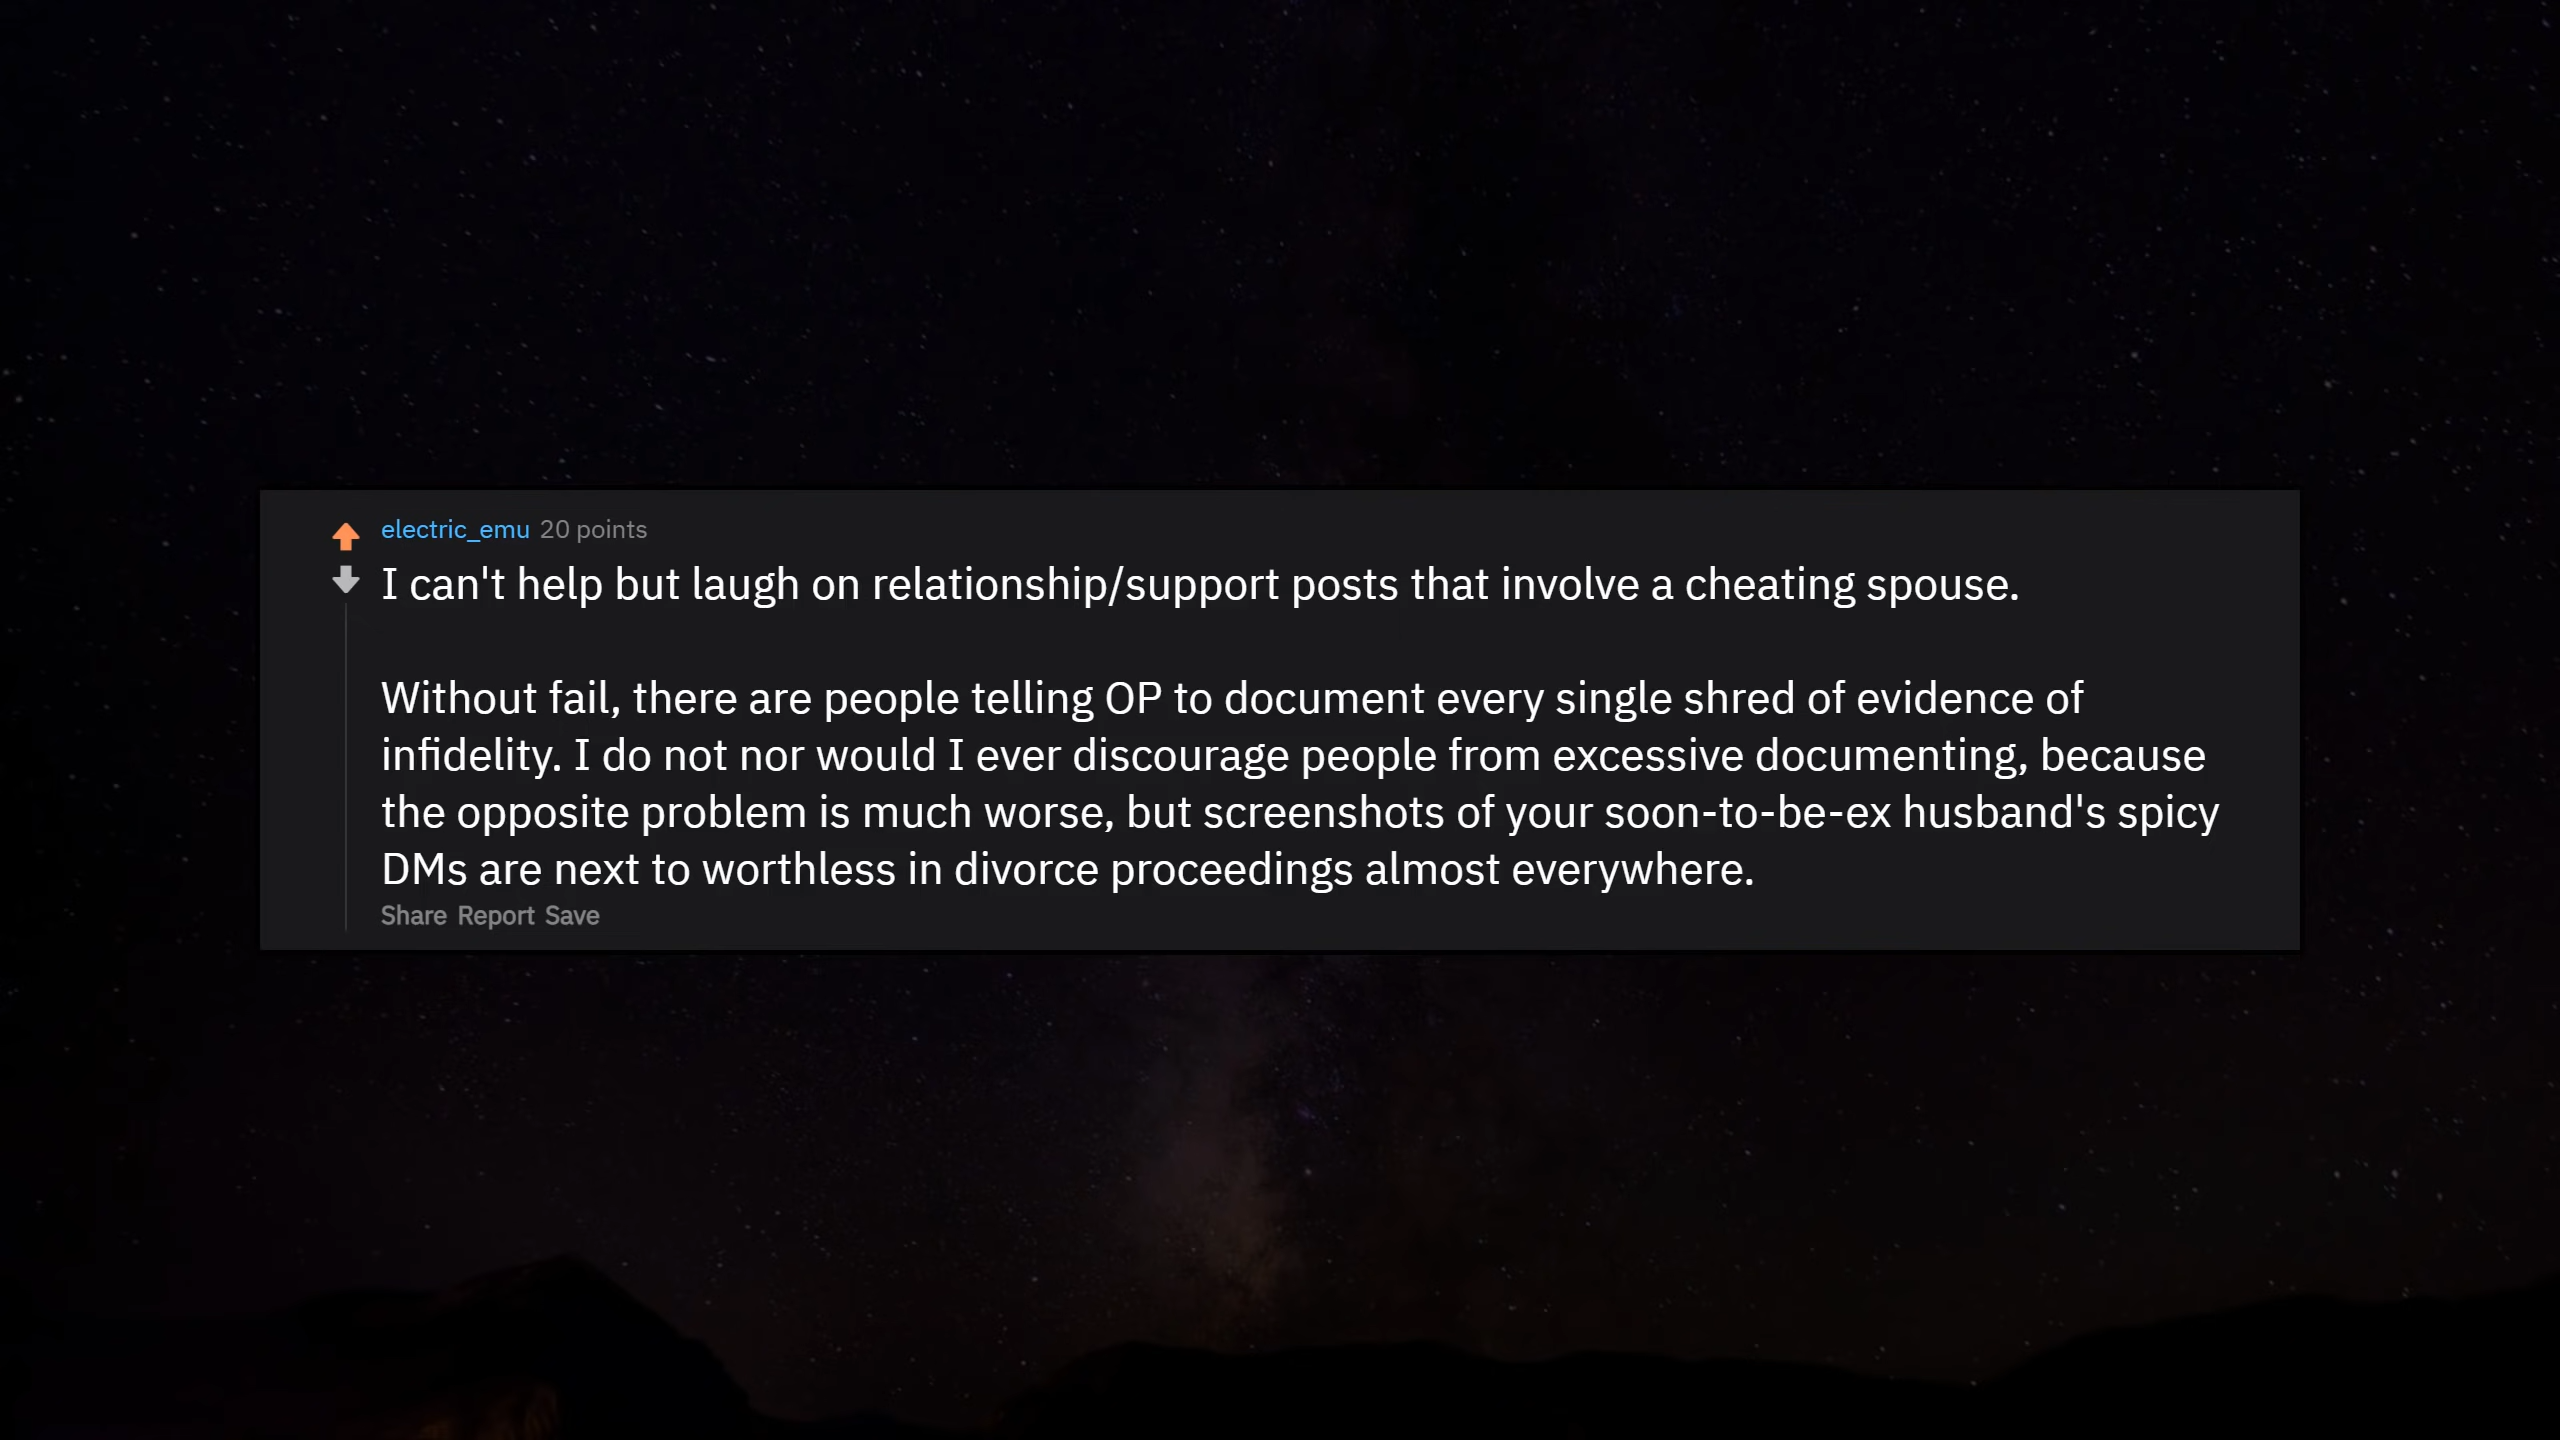 electric_emu 20 points
I can't help but laugh on relationship/support posts that involve a cheating spouse.
Without fail, there are people telling OP to document every single shred of evidence of
infidelity. I do not nor would I ever discourage people from excessive documenting, because
the opposite problem is much worse, but screenshots of your soon-to-be-ex husband's spicy
DMs are next to worthless in divorce proceedings almost everywhere.
Share Report Save